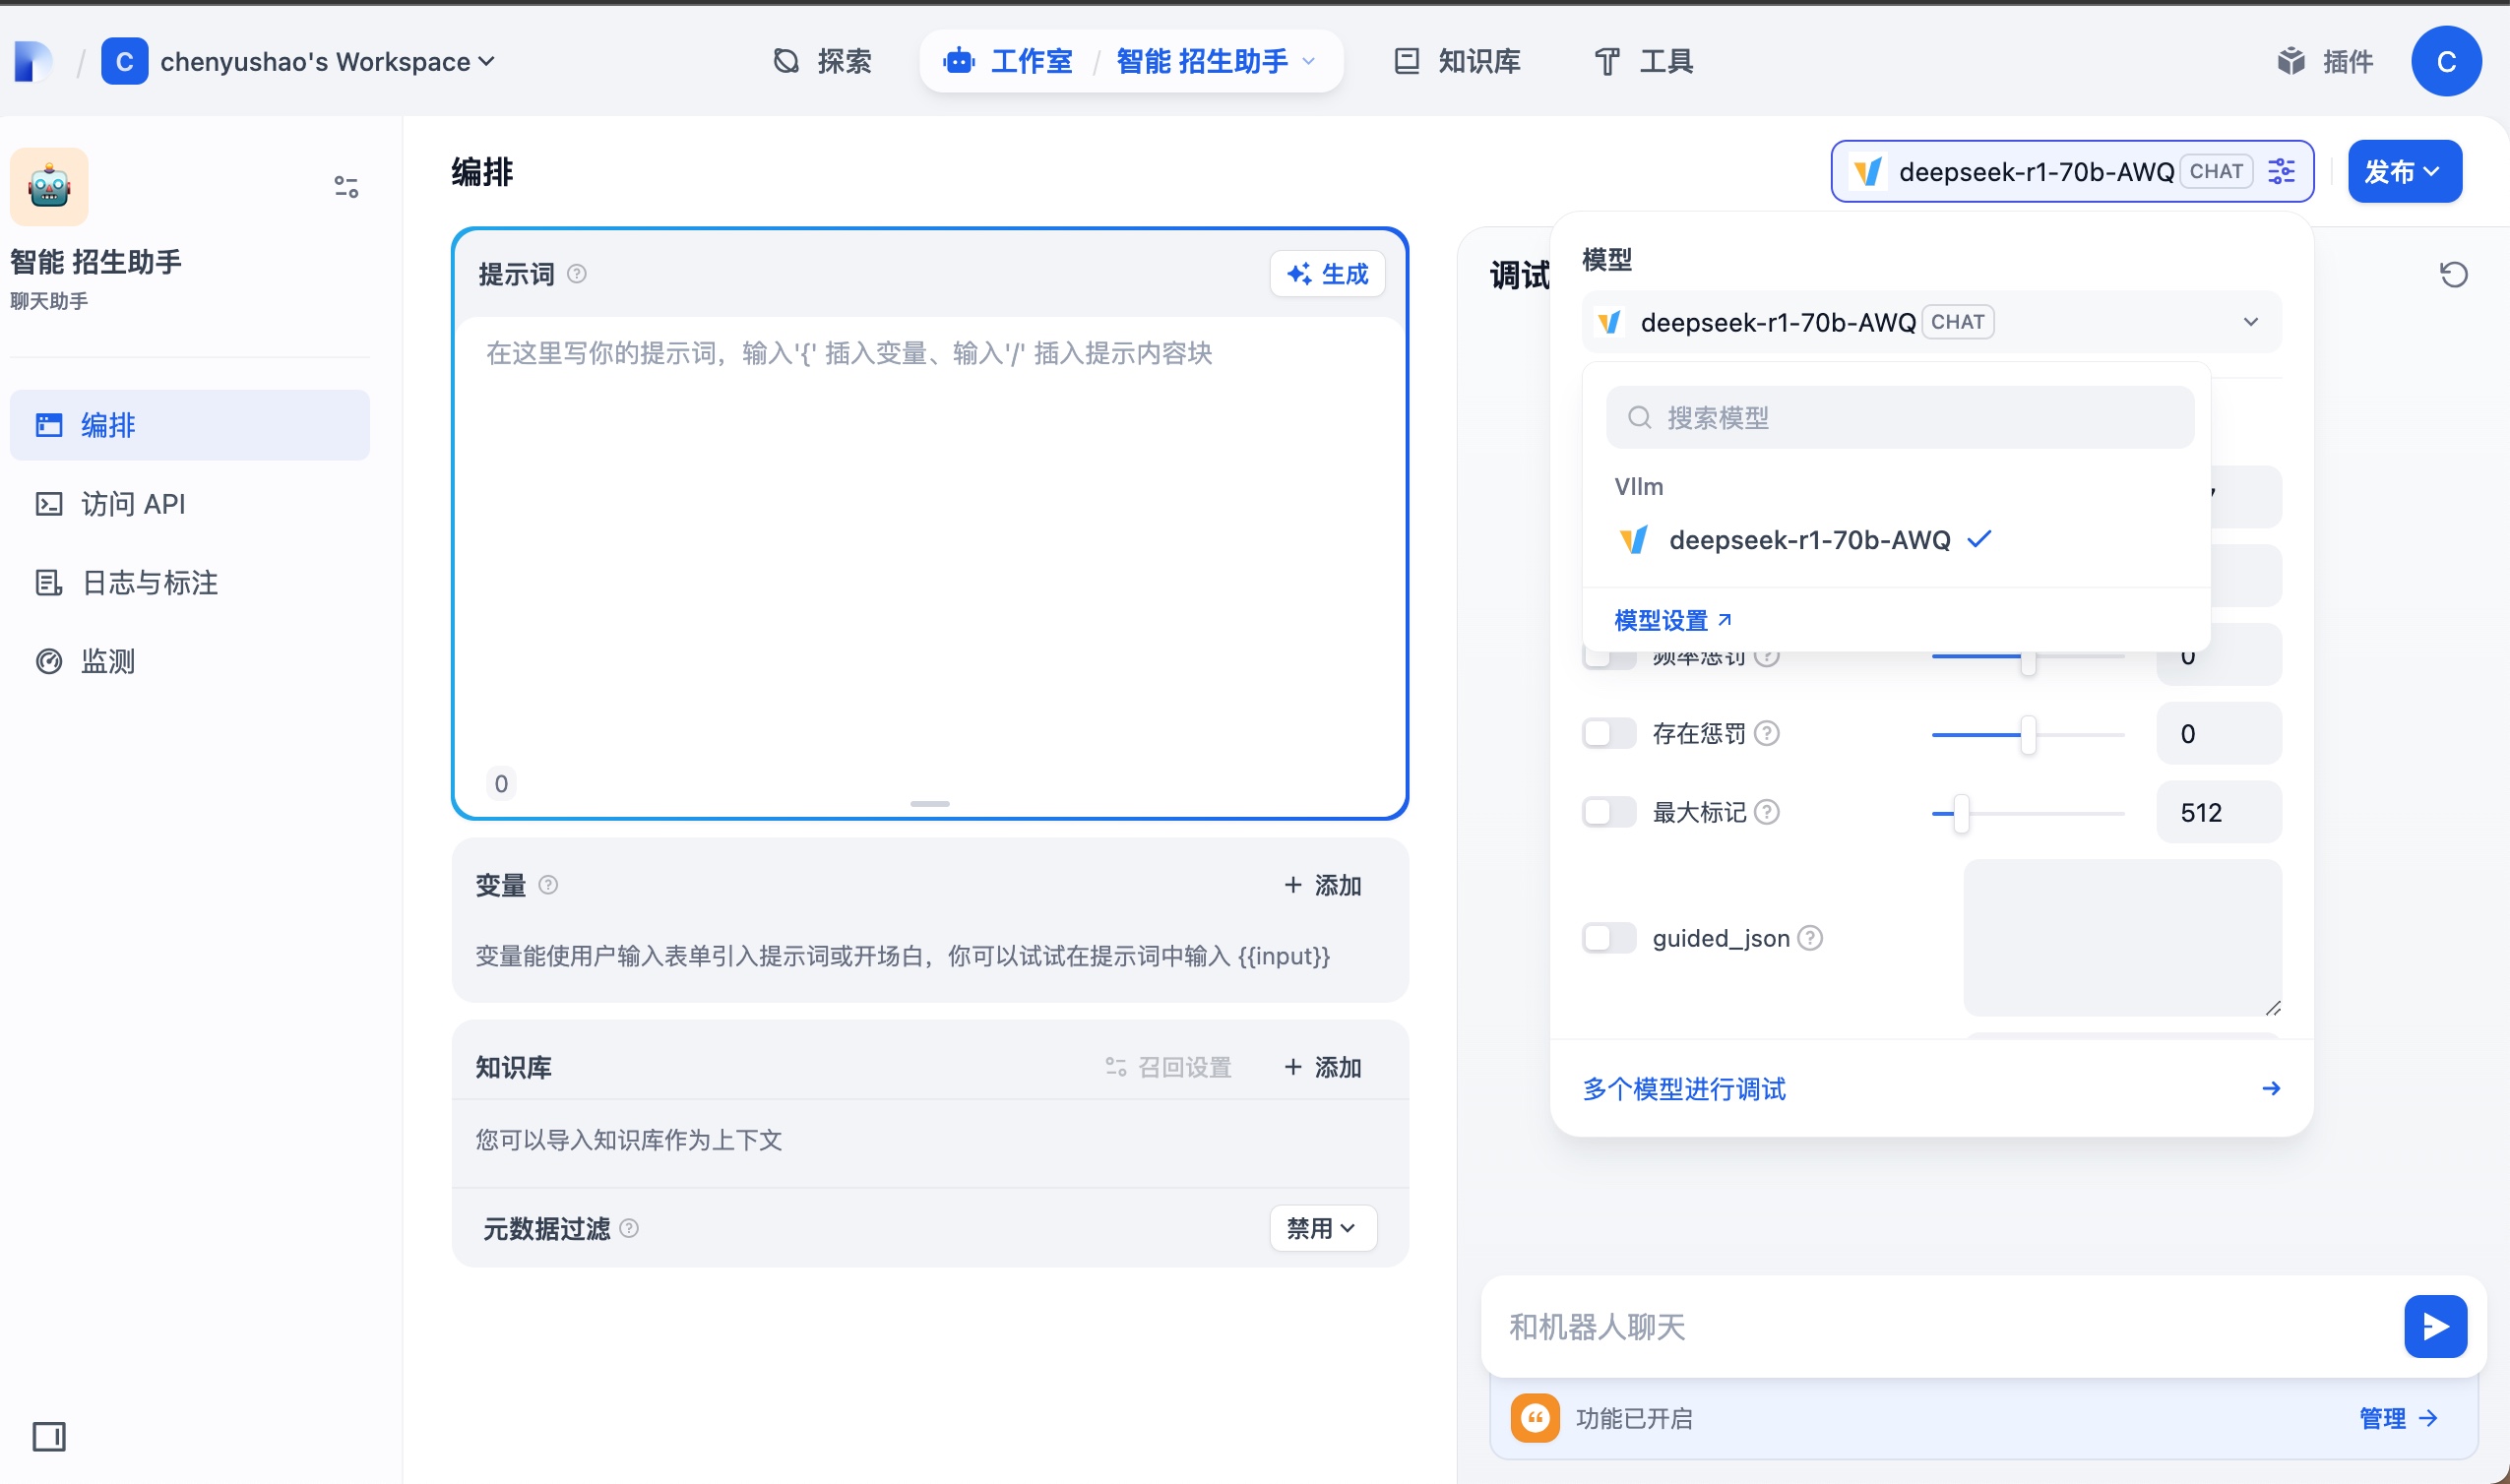 / C chenyushao's Workspace
探索
工作室 / 智能 招生助手
知识库
工具
插件
C
智能 招生助手
聊天助手
编排
访问 API
日志与标注
监测
编排
deepseek-r1-70b-AWQ CHAT
发布
提示词
生成
在这里写你的提示词，输入'{' 插入变量、输入'/' 插入提示内容块
0
变量
+ 添加
变量能使用户输入表单引入提示词或开场白，你可以试试在提示词中输入 {{input}}
知识库
召回设置
+ 添加
您可以导入知识库作为上下文
元数据过滤
禁用
调试
模型
deepseek-r1-70b-AWQ CHAT
搜索模型
Vllm
deepseek-r1-70b-AWQ
模型设置
频率惩罚
0
存在惩罚
0
最大标记
512
guided_json
多个模型进行调试
和机器人聊天
功能已开启
管理